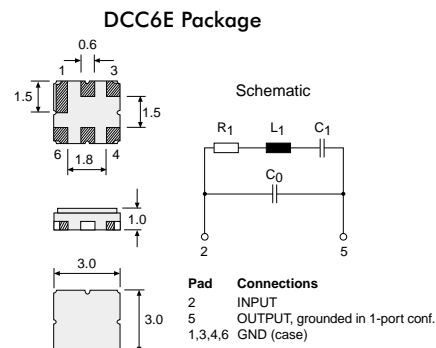 DCC6E Package
0.6
1 3
1.5
1.5
6 1.8 4
1.0
3.0
3.0
Schematic
R1 L1 C1
C0
2 5
Pad Connections
2 INPUT
5 OUTPUT, grounded in 1-port conf.
1,3,4,6 GND (case)